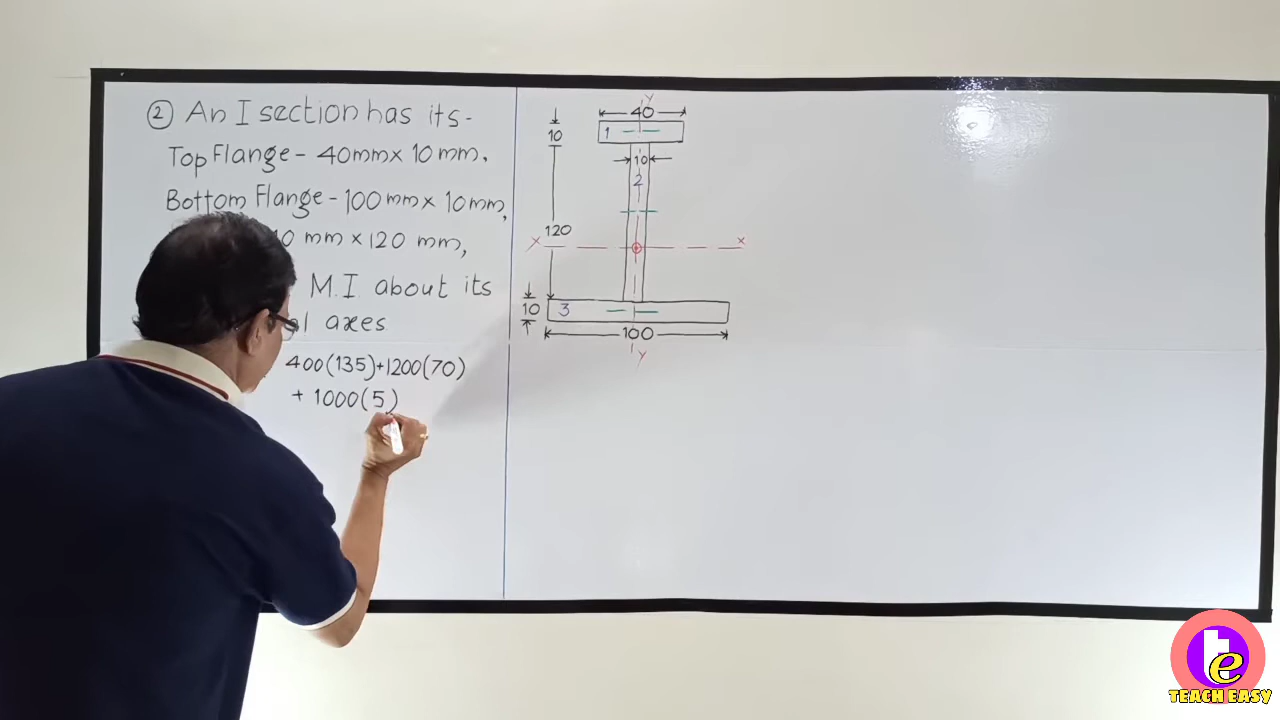 ② An I section has its-
Top Flange - 40mm x 10 mm.
Bottom Flange - 100 mm x 10 mm,
0 mm x 120 mm,
M.I about its
axes
400(135)+1200(70)
+ 1000(5)
Y
40
10
1
10
2
120
X
X
10
3
100
Y
te
TEACH EASY